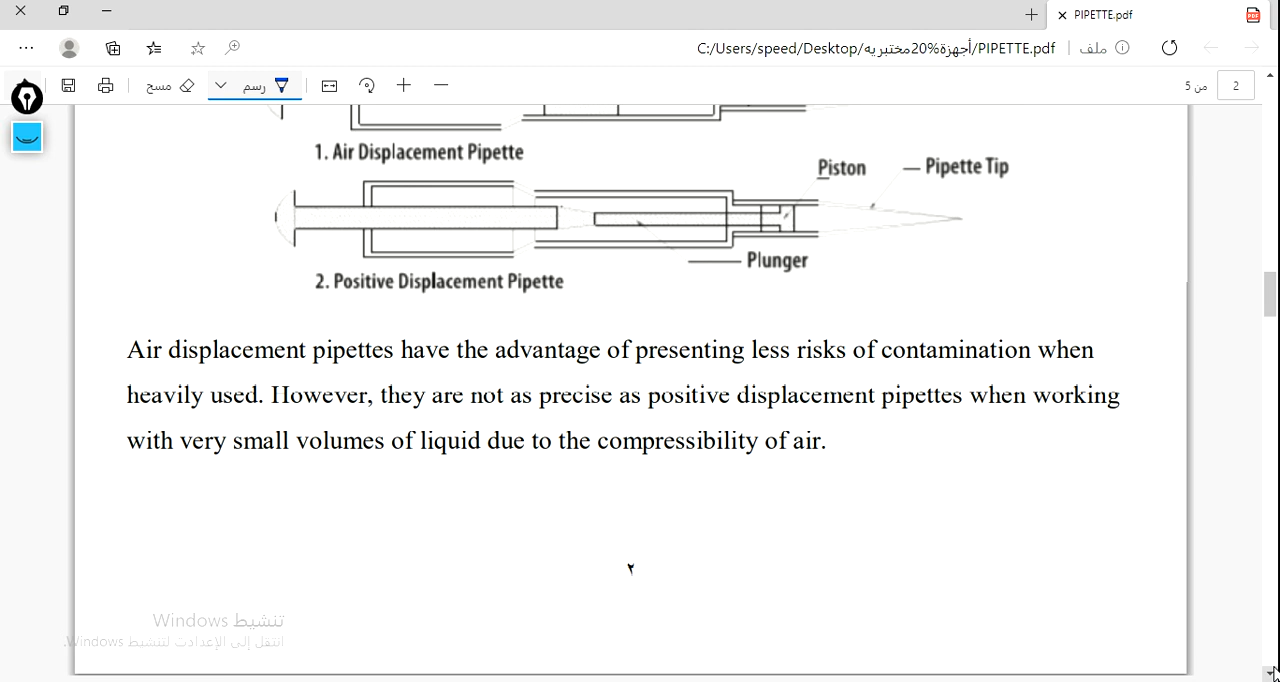 PIPETTE.pdf
ملف
C:/Users/speed/Desktop/أجهزة%20مختبريه/PIPETTE.pdf
مسح
رسم
2
من 5
1. Air Displacement Pipette
Piston
Pipette Tip
Plunger
2. Positive Displacement Pipette
Air displacement pipettes have the advantage of presenting less risks of contamination when
heavily used. However, they are not as precise as positive displacement pipettes when working
with very small volumes of liquid due to the compressibility of air.
٢
تنشيط Windows
انتقل إلى الإعدادت لتنشيط Windows.